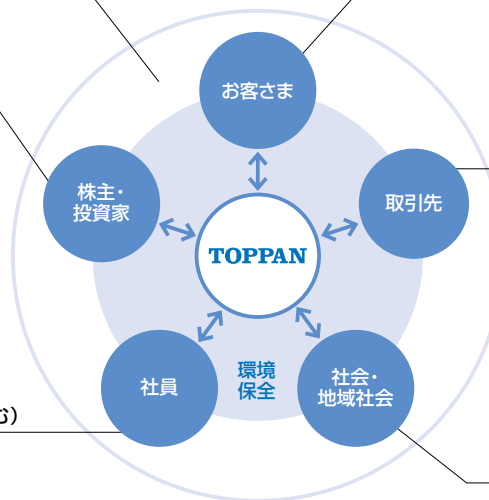 お客さま
株主・
投資家
取引先
TOPPAN
環境
保全
社員
社会・
地域社会
む）